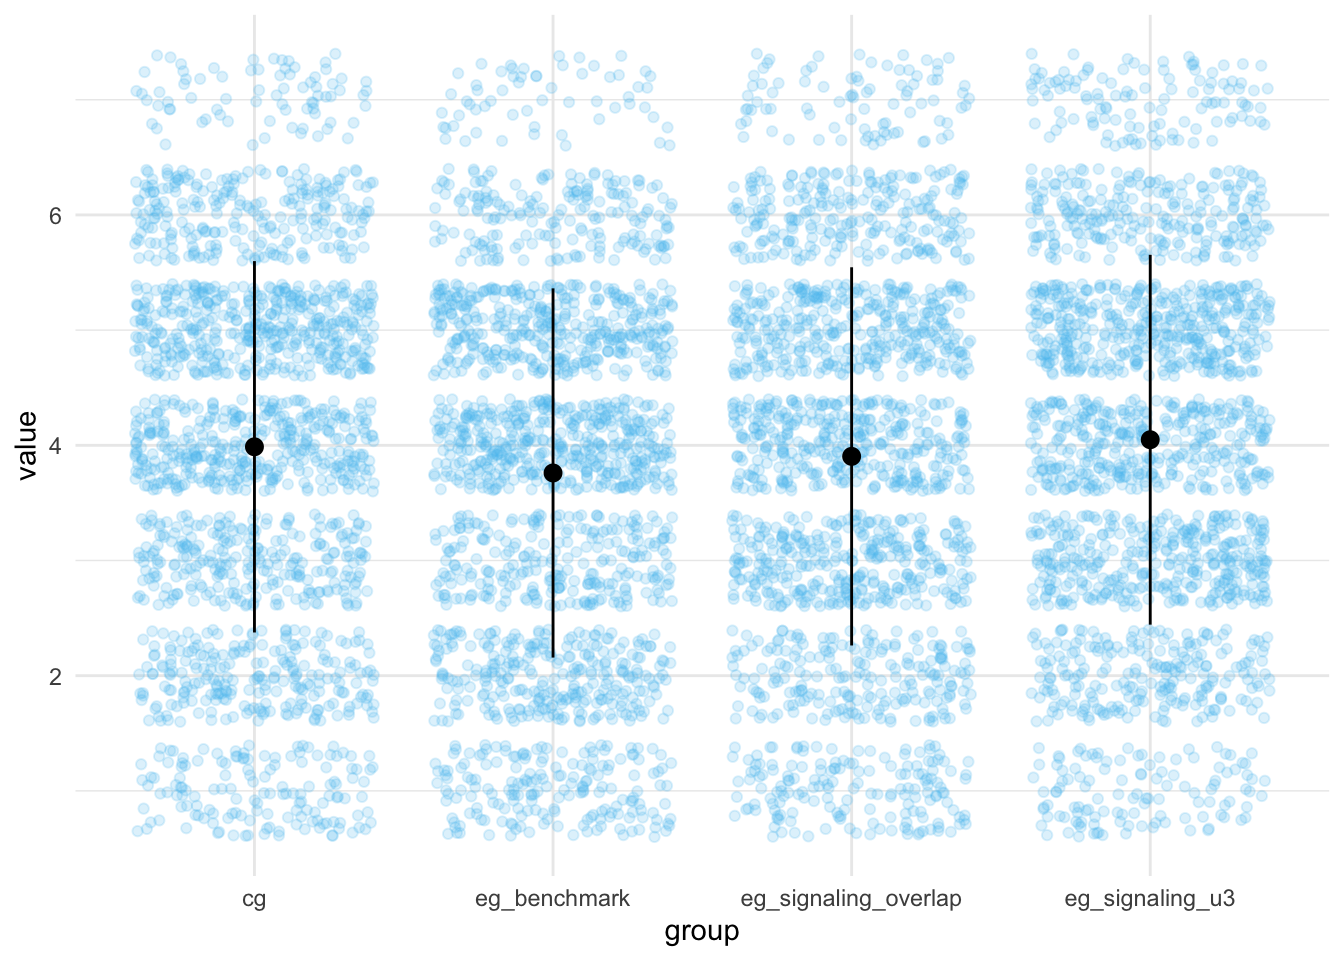 value
6
4
2
cg
eg_benchmark
eg_signaling_overlap
eg_signaling_u3
group